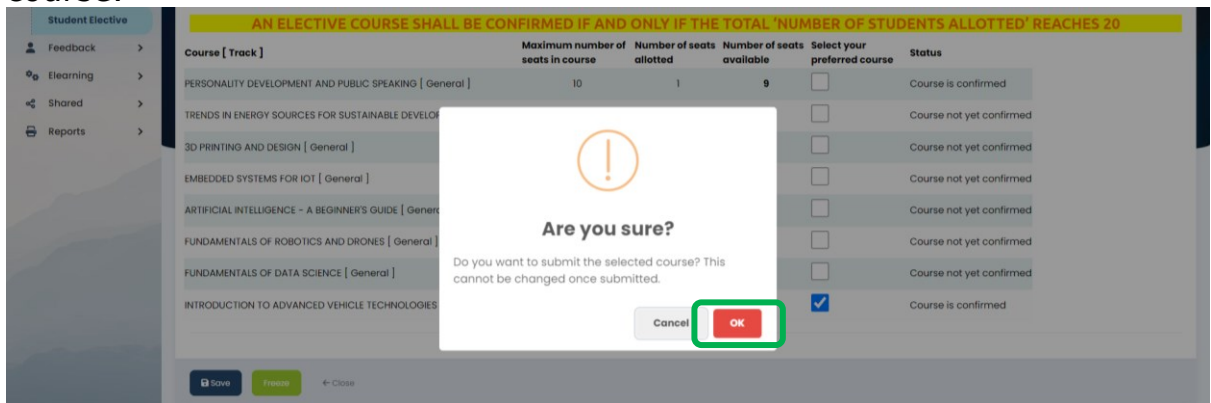 course.
Student Elective
Feedback
Elearning
Shared
Reports
AN ELECTIVE COURSE SHALL BE CONFIRMED IF AND ONLY IF THE TOTAL 'NUMBER OF STUDENTS ALLOTTED' REACHES 20
Course [ Track ] Maximum number of seats in course Number of seats allotted Number of seats available Select your preferred course Status
PERSONALITY DEVELOPMENT AND PUBLIC SPEAKING [ General ] 10 1 9 Course is confirmed
TRENDS IN ENERGY SOURCES FOR SUSTAINABLE Course not yet confirmed
3D PRINTING AND DESIGN [ General ] Course not yet confirmed
EMBEDDED SYSTEMS FOR IOT [ General ] Course not yet confirmed
ARTIFICIAL INTELLIGENCE - A BEGINNER'S GUIDE [ Course not yet confirmed
FUNDAMENTALS OF ROBOTICS AND DRONES [ General ] Course not yet confirmed
FUNDAMENTALS OF DATA SCIENCE [ General ] Course not yet confirmed
INTRODUCTION TO ADVANCED VEHICLE TECHNOLOGIES Course is confirmed
Are you sure?
Do you want to submit the selected course? This
cannot be changed once submitted.
Cancel OK
Save Freeze ← Close